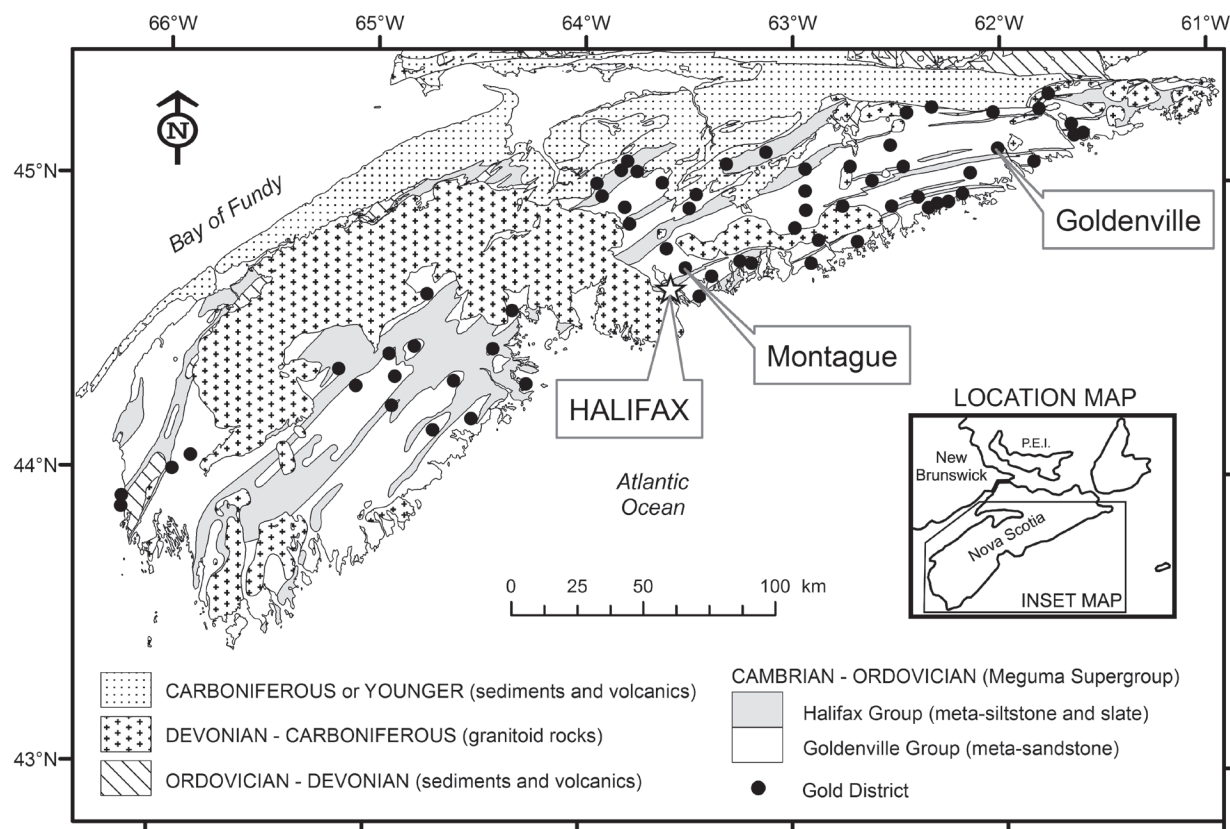 66°W
65°W
64°W
63°W
62°W
61°W
N
45°N
Bay of Fundy
Goldenville
Montague
HALIFAX
44°N
Atlantic
Ocean
LOCATION MAP
P.E.I.
New
Brunswick
Nova Scotia
INSET MAP
0 25 50 100 km
43°N
CARBONIFEROUS or YOUNGER (sediments and volcanics)
DEVONIAN - CARBONIFEROUS (granitoid rocks)
ORDOVICIAN - DEVONIAN (sediments and volcanics)
CAMBRIAN - ORDOVICIAN (Meguma Supergroup)
Halifax Group (meta-siltstone and slate)
Goldenville Group (meta-sandstone)
Gold District